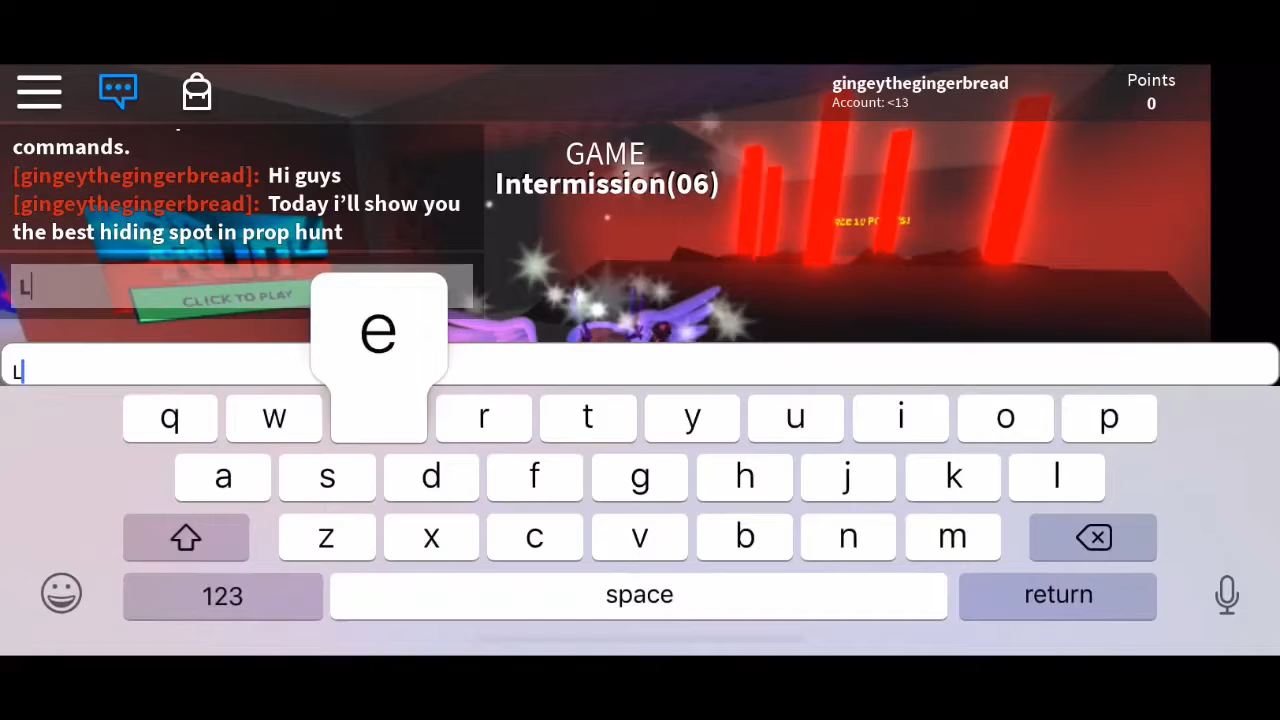 gingeythegingerbread
Account: <13
Points
0
commands.
[gingeythegingerbread]: Hi guys
[gingeythegingerbread]: Today i’ll show you
the best hiding spot in prop hunt
GAME
Intermission(06)
L
CLICK TO PLAY
L
e
q w r t y u i o p
a s d f g h j k l
z x c v b n m
123 space return